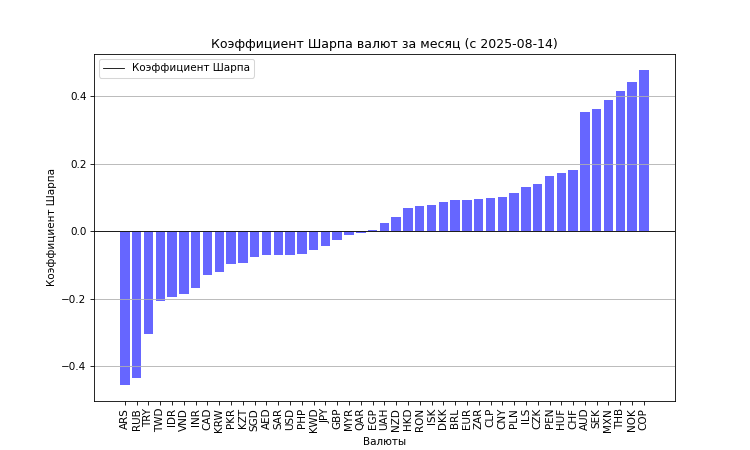 Коэффициент Шарпа валют за месяц (с 2025-08-14)
Коэффициент Шарпа
0.4
0.2
0.0
−0.2
−0.4
Коэффициент Шарпа
ARS RUB TRY TWD IDR VND INR CAD KRW PKR KZT SGD AED SAR USD PHP KWD JPY GBP MYR QAR EGP UAH NZD HKD RON ISK DKK BRL EUR ZAR CLP CNY PLN ILS CZK PEN HUF CHF AUD SEK MXN THB NOK COP
Валюты